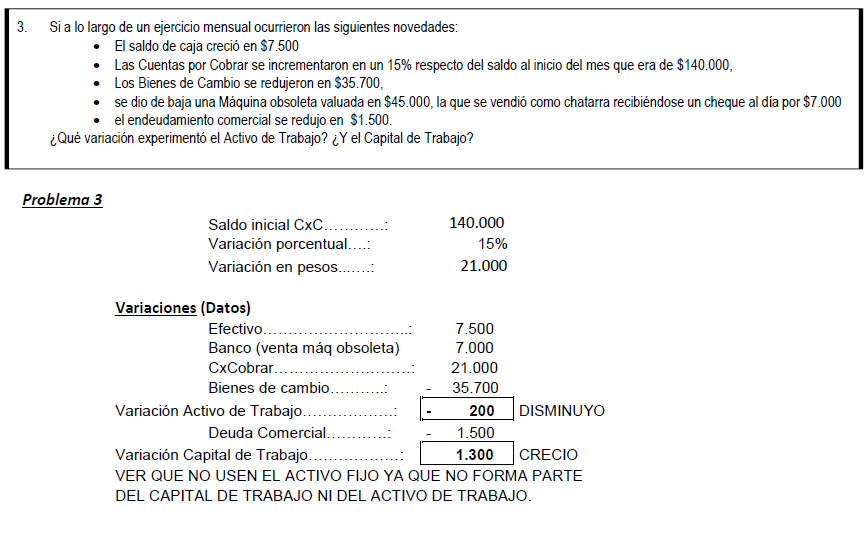 3. Si a lo largo de un ejercicio mensual ocurrieron las siguientes novedades:
• El saldo de caja creció en $7.500
• Las Cuentas por Cobrar se incrementaron en un 15% respecto del saldo al inicio del mes que era de $140.000,
• Los Bienes de Cambio se redujeron en $35.700,
• se dio de baja una Máquina obsoleta valuada en $45.000, la que se vendió como chatarra recibiéndose un cheque al día por $7.000
• el endeudamiento comercial se redujo en $1.500.
¿Qué variación experimentó el Activo de Trabajo? ¿Y el Capital de Trabajo?
Problema 3
Saldo inicial CxC…………: 140.000
Variación porcentual….: 15%
Variación en pesos…….: 21.000
Variaciones (Datos)
Efectivo………………………..: 7.500
Banco (venta máq obsoleta) 7.000
CxCobrar………………………: 21.000
Bienes de cambio………..: - 35.700
Variación Activo de Trabajo………………: - 200 DISMINUYO
Deuda Comercial…………: - 1.500
Variación Capital de Trabajo………………: 1.300 CRECIO
VER QUE NO USEN EL ACTIVO FIJO YA QUE NO FORMA PARTE
DEL CAPITAL DE TRABAJO NI DEL ACTIVO DE TRABAJO.